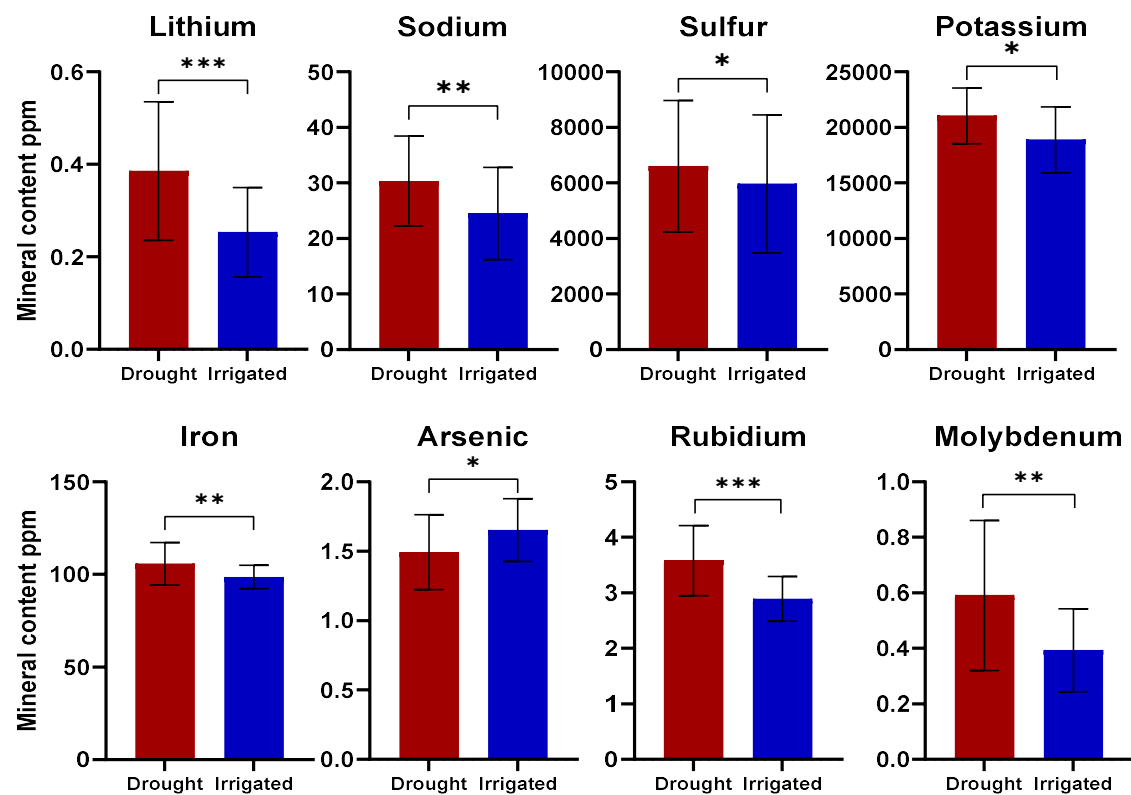 Lithium Sodium Sulfur Potassium
*** ** * *
0.6 50 10000 25000
40 8000 20000
0.4
30 6000 15000
0.2 20 4000 10000
10 2000 5000
0.0 0 0 0
Mineral content ppm
Drought Irrigated Drought Irrigated Drought Irrigated Drought Irrigated
Iron Arsenic Rubidium Molybdenum
** * *** **
150 2.0 5 1.0
4 0.8
100 1.5
3 0.6
1.0
2 0.4
50 0.5
1 0.2
0 0.0 0 0.0
Mineral content ppm
Drought Irrigated Drought Irrigated Drought Irrigated Drought Irrigated